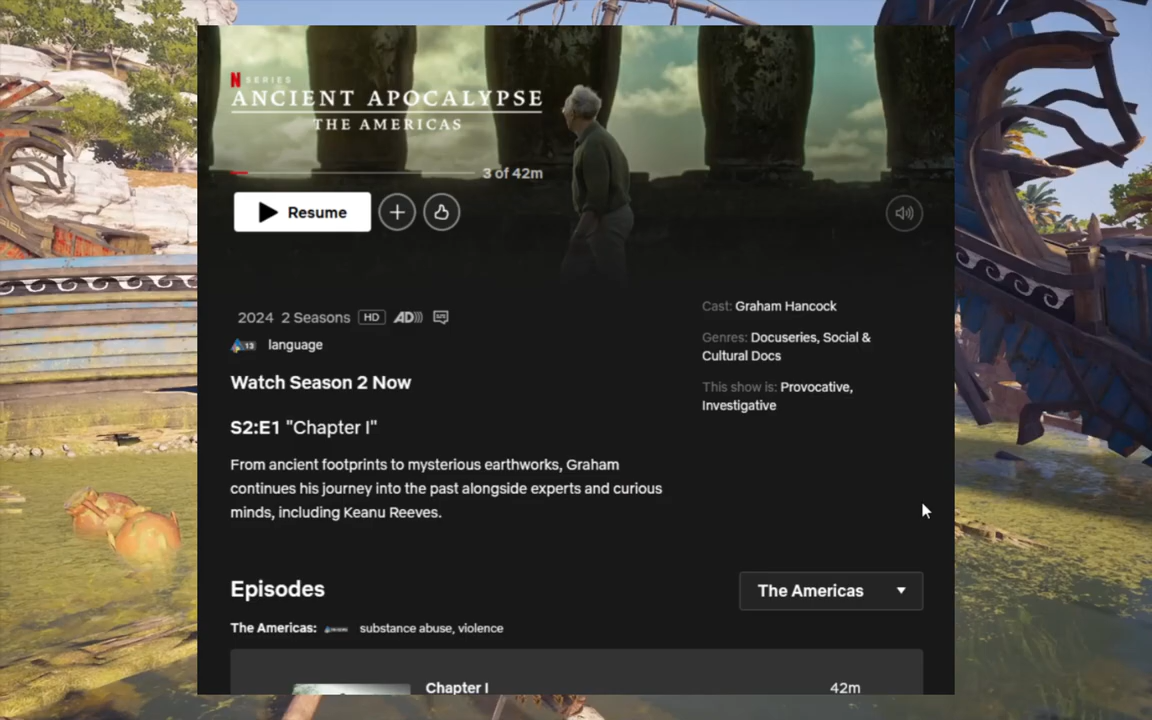 N SERIES
ANCIENT APOCALYPSE
THE AMERICAS
3 of 42m
Resume
2024 2 Seasons HD AD)))
13 language
Watch Season 2 Now
S2:E1 "Chapter I"
From ancient footprints to mysterious earthworks, Graham
continues his journey into the past alongside experts and curious
minds, including Keanu Reeves.
Cast: Graham Hancock
Genres: Docuseries, Social &
Cultural Docs
This show is: Provocative,
Investigative
Episodes
The Americas
The Americas: substance abuse, violence
Chapter I 42m